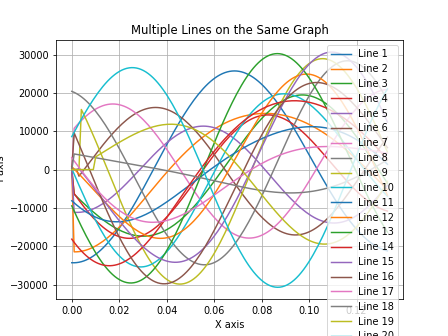 Multiple Lines on the Same Graph
30000
20000
10000
0
−10000
−20000
−30000
axis
0.00
0.02
0.04
0.06
0.08
0.10
X axis
Line 1
Line 2
Line 3
Line 4
Line 5
Line 6
Line 7
Line 8
Line 9
Line 10
Line 11
Line 12
Line 13
Line 14
Line 15
Line 16
Line 17
Line 18
Line 19
Line 20